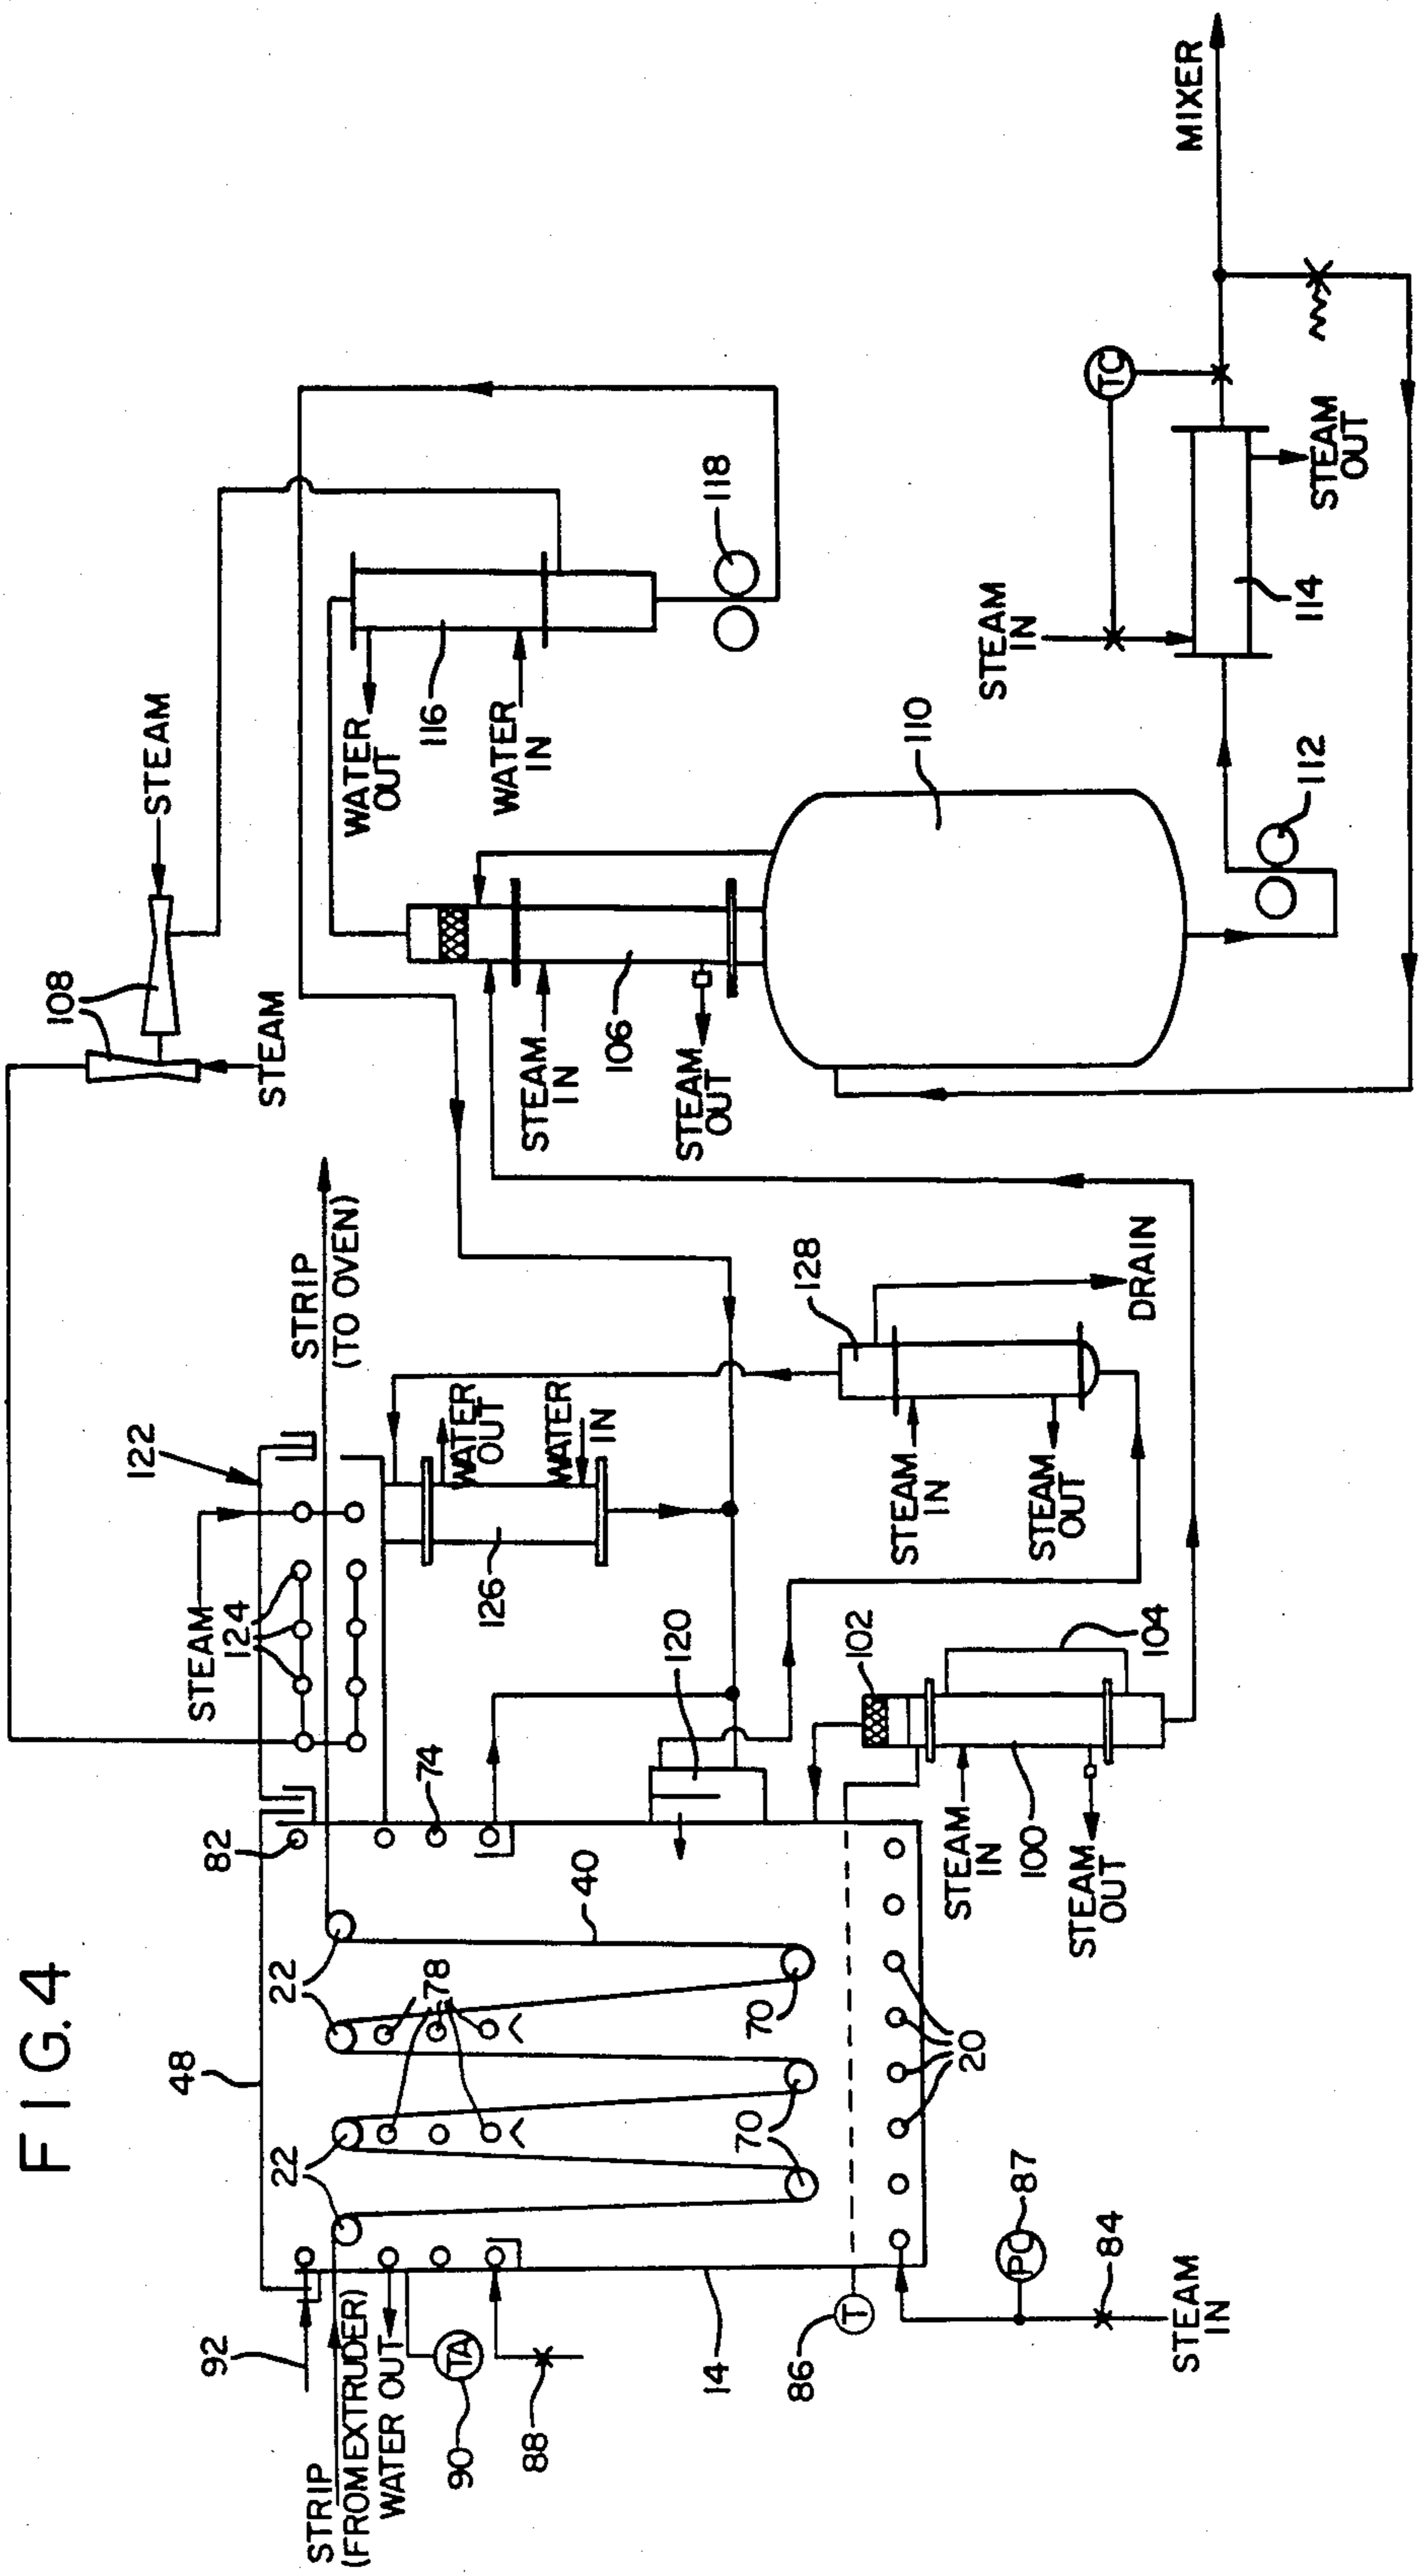 FIG. 4
STRIP
(FROM EXTRUDER)
WATER OUT
92
90
TA
88
48
22
22
78
82
74
40
70
70
20
14
86
T
PC
87
84
STEAM
IN
STEAM
124
122
STRIP
(TO OVEN)
WATER
OUT
WATER
IN
126
120
102
104
100
STEAM
IN
STEAM
OUT
128
DRAIN
STEAM
IN
STEAM
OUT
108
STEAM
STEAM
STEAM
IN
106
STEAM
OUT
WATER
OUT
116
WATER
IN
118
110
112
STEAM
IN
TC
114
STEAM
OUT
MIXER